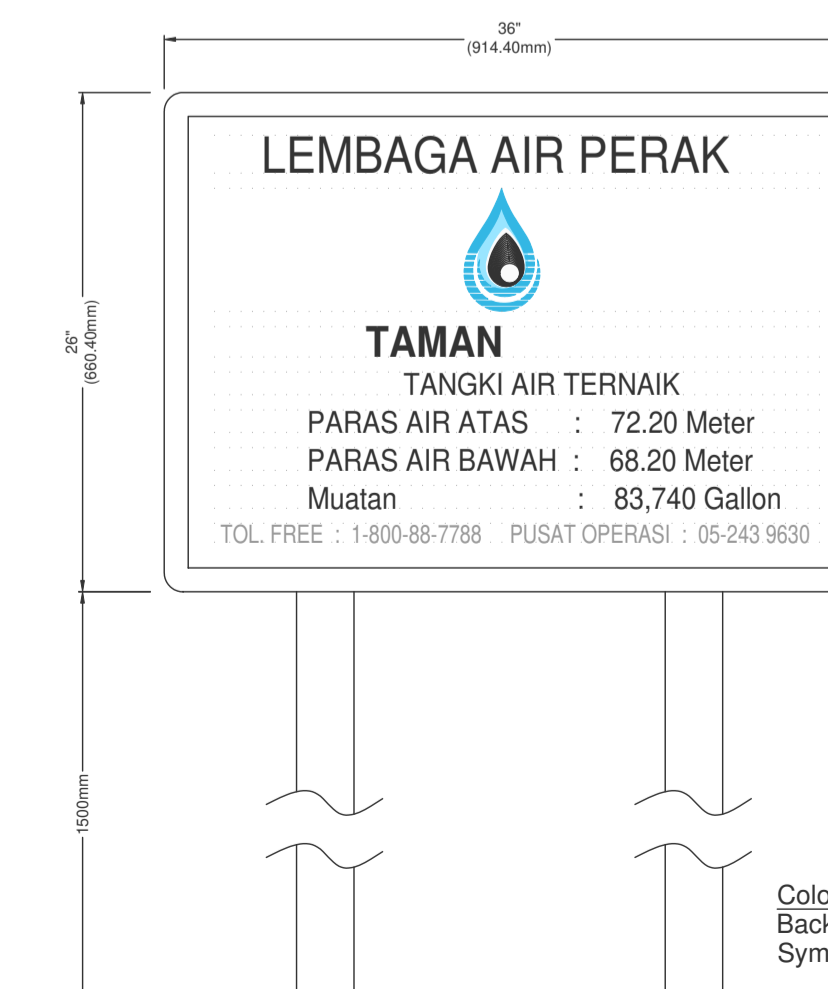 36"
(914.40mm)
LEMBAGA AIR PERAK
26"
(660.40mm)
TAMAN
TANGKI AIR TERNAIK
PARAS AIR ATAS : 72.20 Meter
PARAS AIR BAWAH : 68.20 Meter
Muatan : 83,740 Gallon
TOL. FREE : 1-800-88-7788 PUSAT OPERASI : 05-243 9630
1500mm